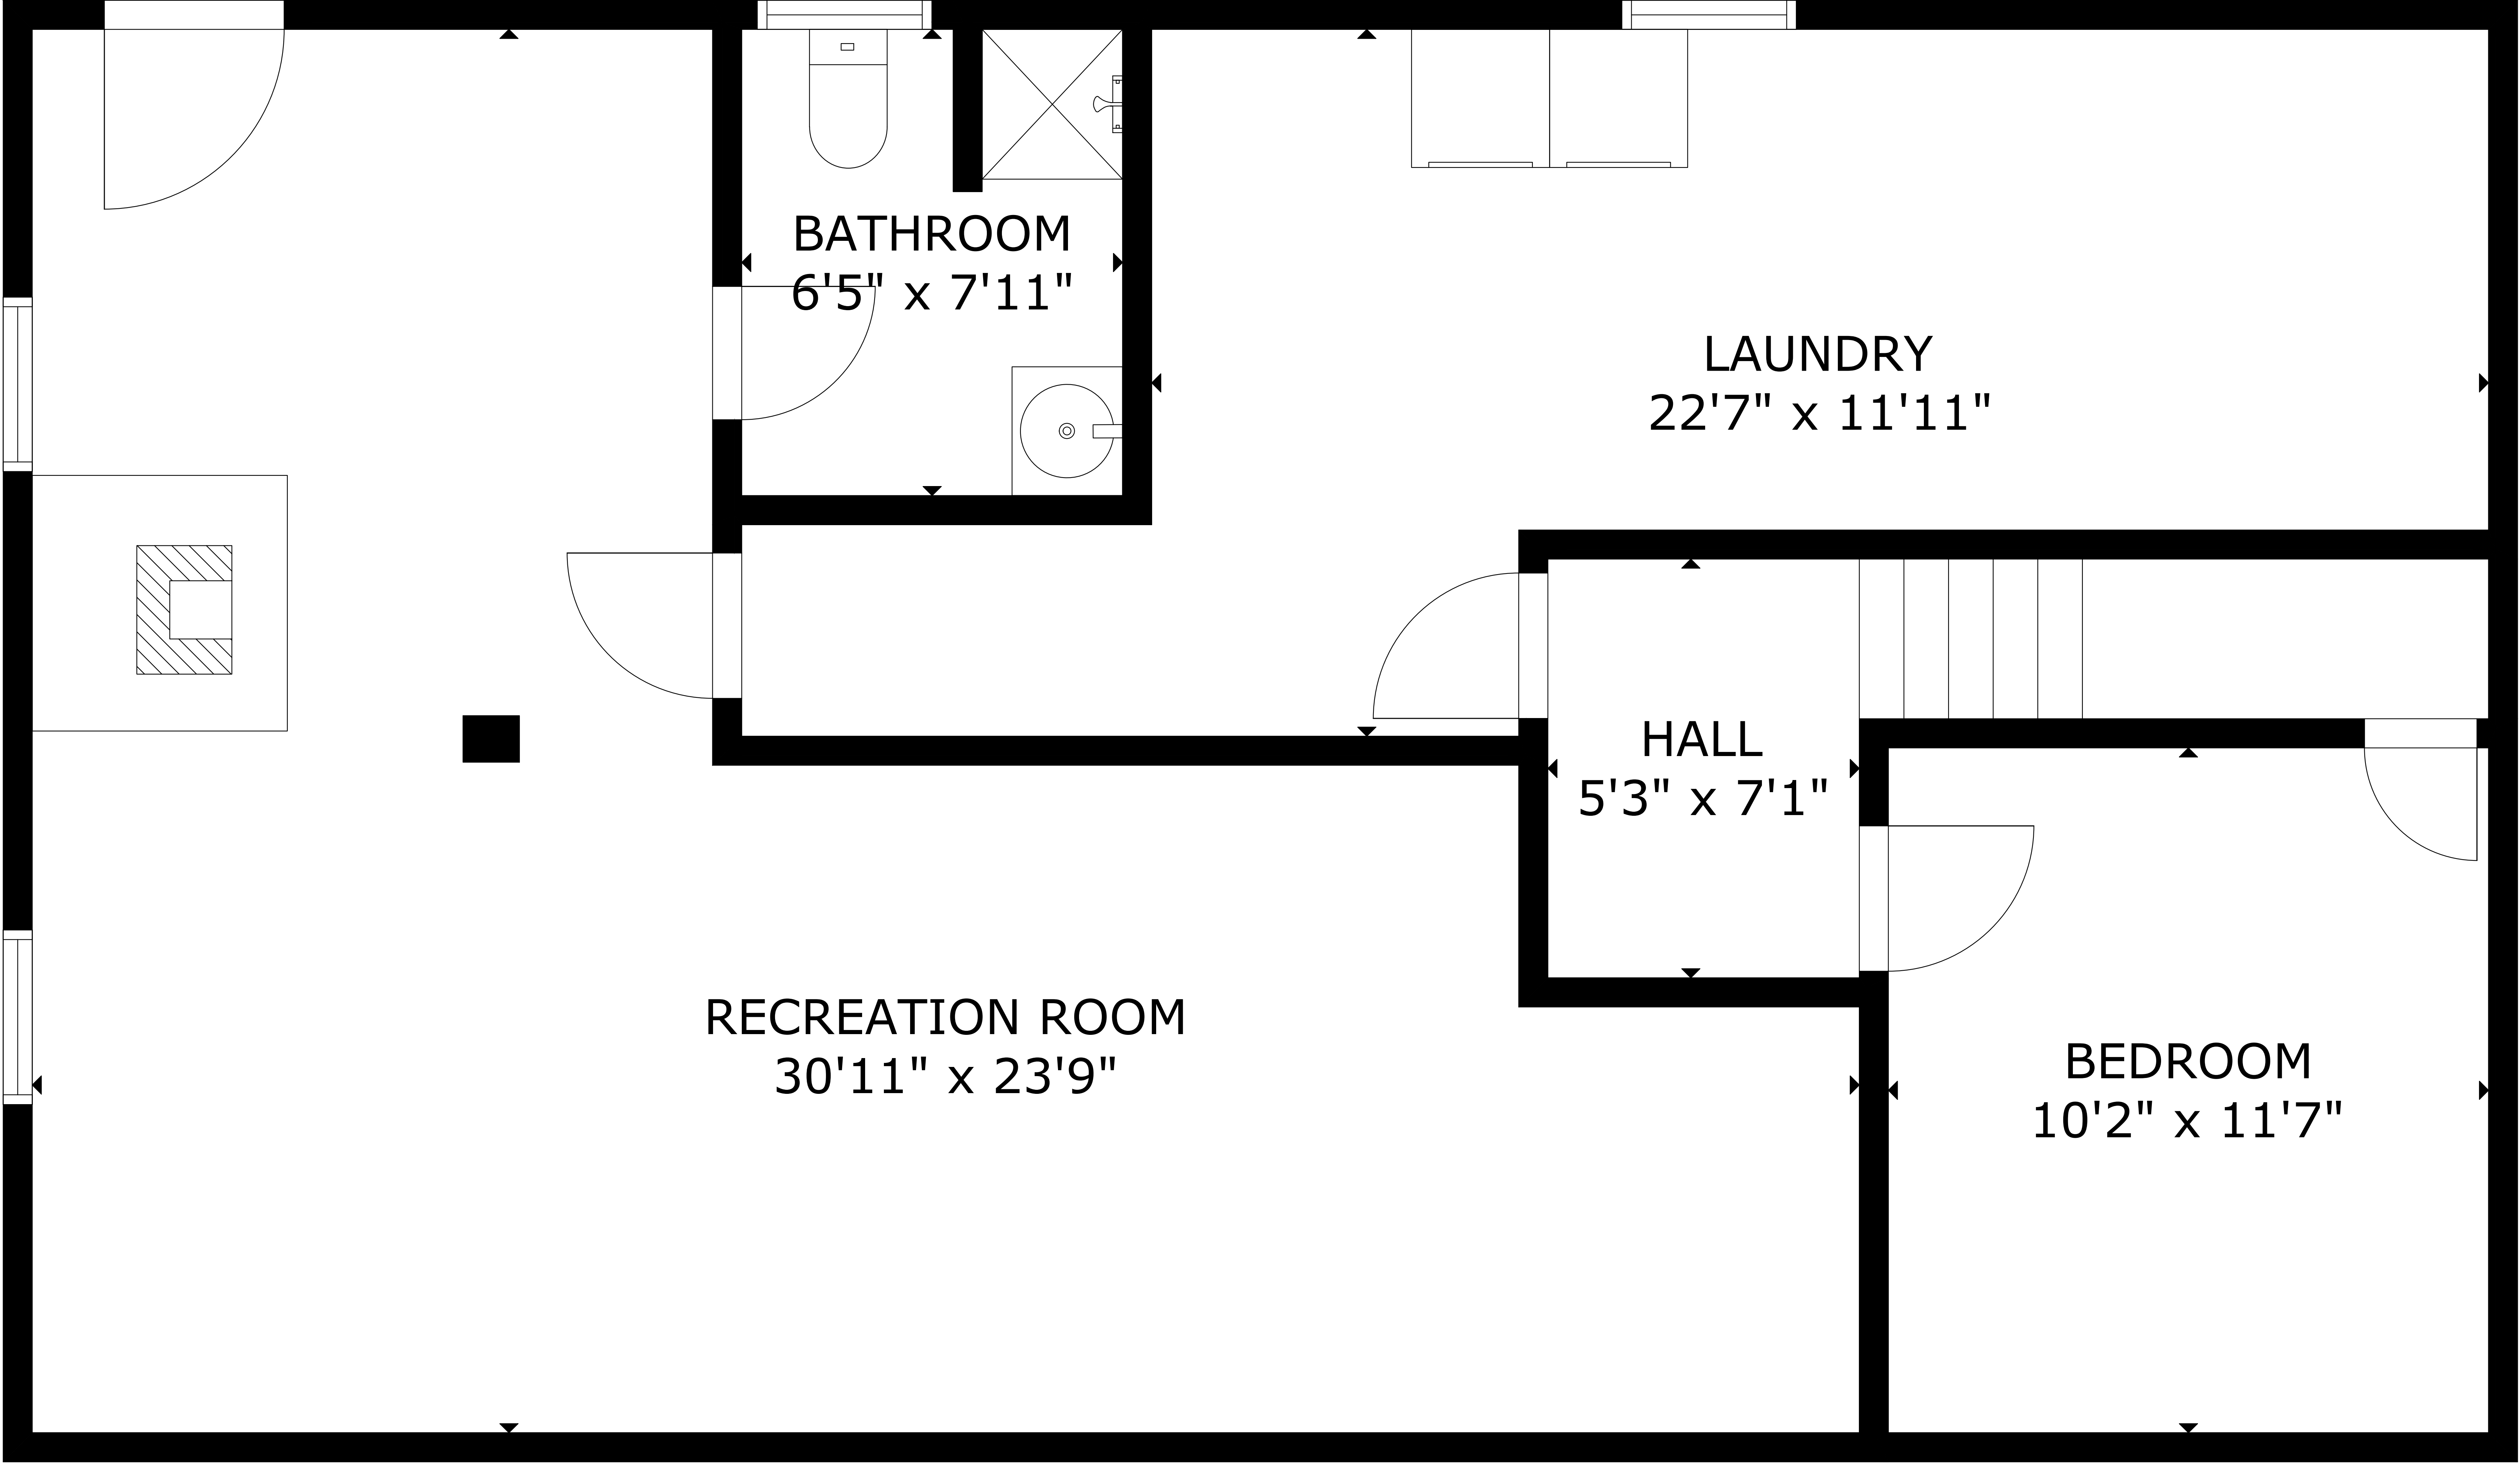 BATHROOM
6'5" x 7'11"
LAUNDRY
22'7" x 11'11"
HALL
5'3" x 7'1"
RECREATION ROOM
30'11" x 23'9"
BEDROOM
10'2" x 11'7"